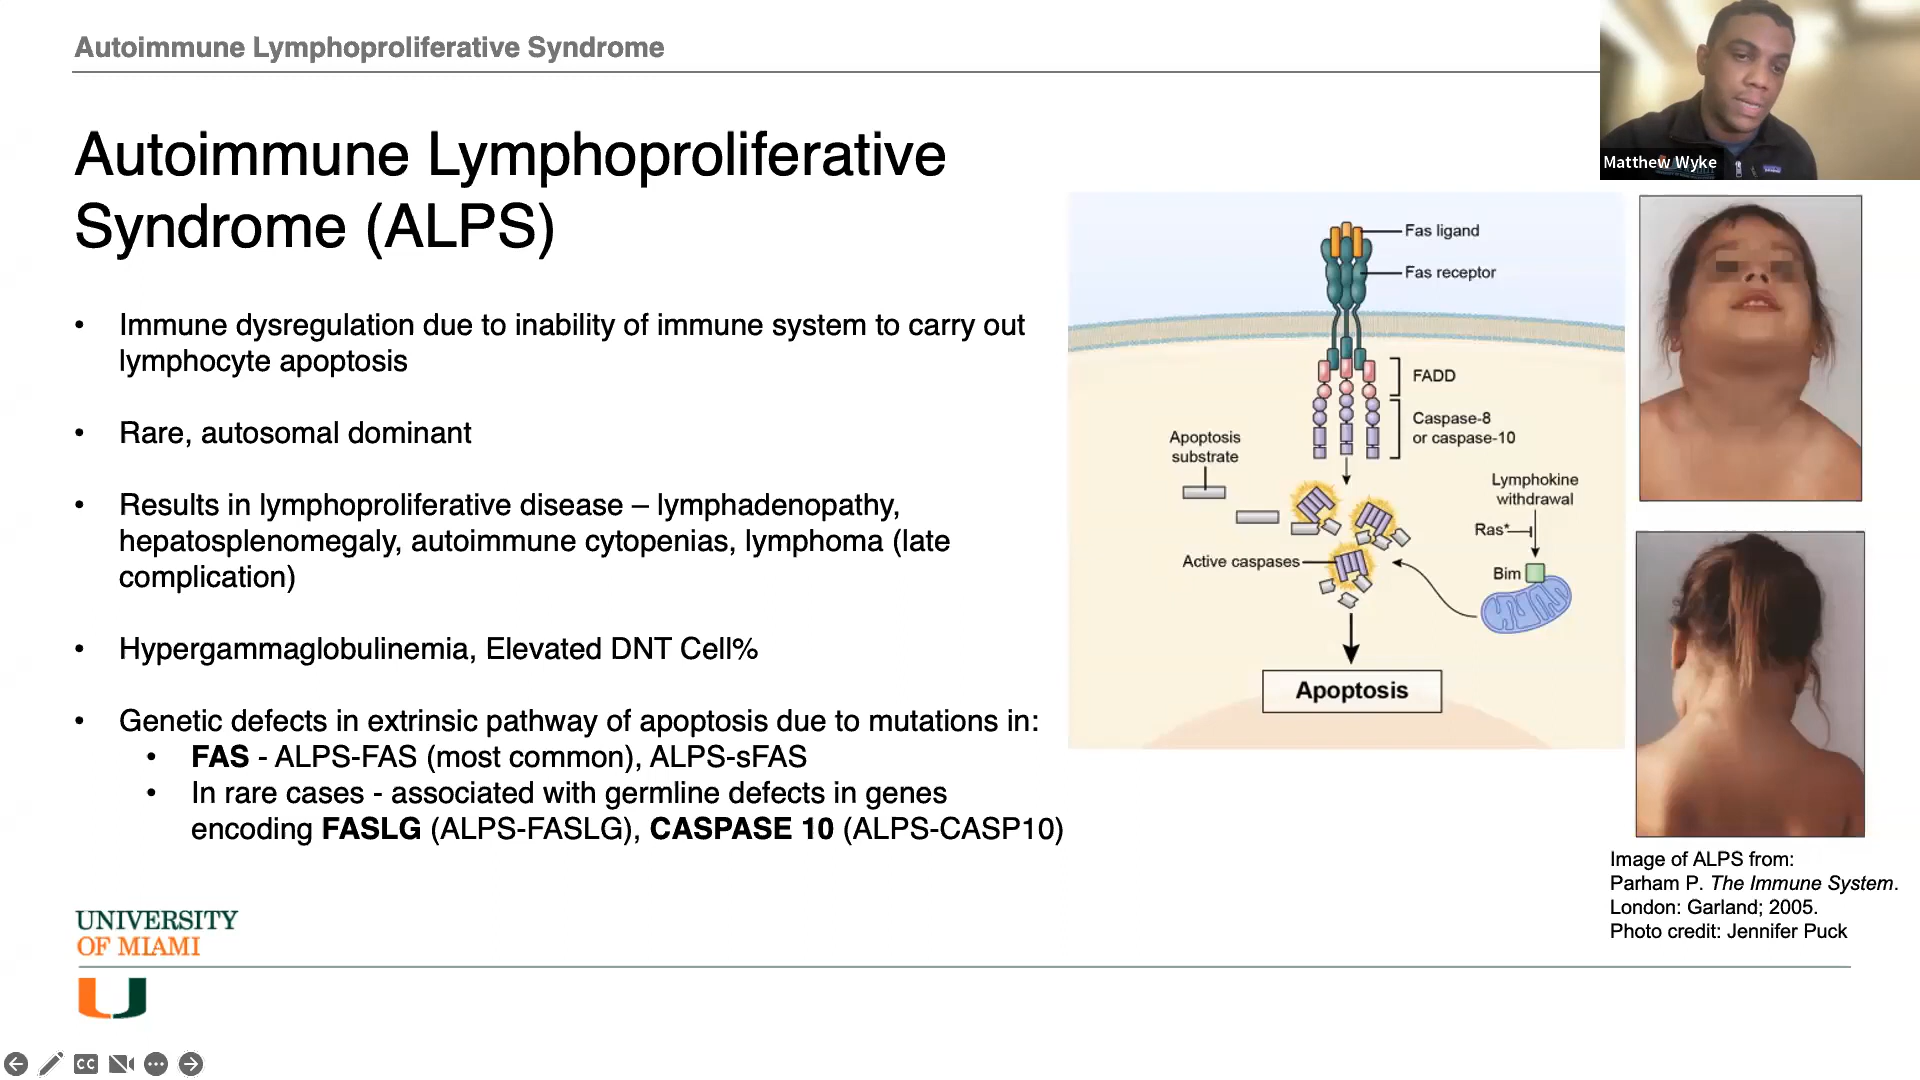 Autoimmune Lymphoproliferative Syndrome
Matthew Wyke
Autoimmune Lymphoproliferative
Syndrome (ALPS)
• Immune dysregulation due to inability of immune system to carry out
lymphocyte apoptosis
• Rare, autosomal dominant
• Results in lymphoproliferative disease – lymphadenopathy,
hepatosplenomegaly, autoimmune cytopenias, lymphoma (late
complication)
• Hypergammaglobulinemia, Elevated DNT Cell%
• Genetic defects in extrinsic pathway of apoptosis due to mutations in:
• FAS - ALPS-FAS (most common), ALPS-sFAS
• In rare cases - associated with germline defects in genes
encoding FASLG (ALPS-FASLG), CASPASE 10 (ALPS-CASP10)
Fas ligand
Fas receptor
FADD
Caspase-8
or caspase-10
Apoptosis
substrate
Lymphokine
withdrawal
Ras*
Active caspases
Bim
Apoptosis
Image of ALPS from:
Parham P. The Immune System.
London: Garland; 2005.
Photo credit: Jennifer Puck
UNIVERSITY
OF MIAMI
U
CC